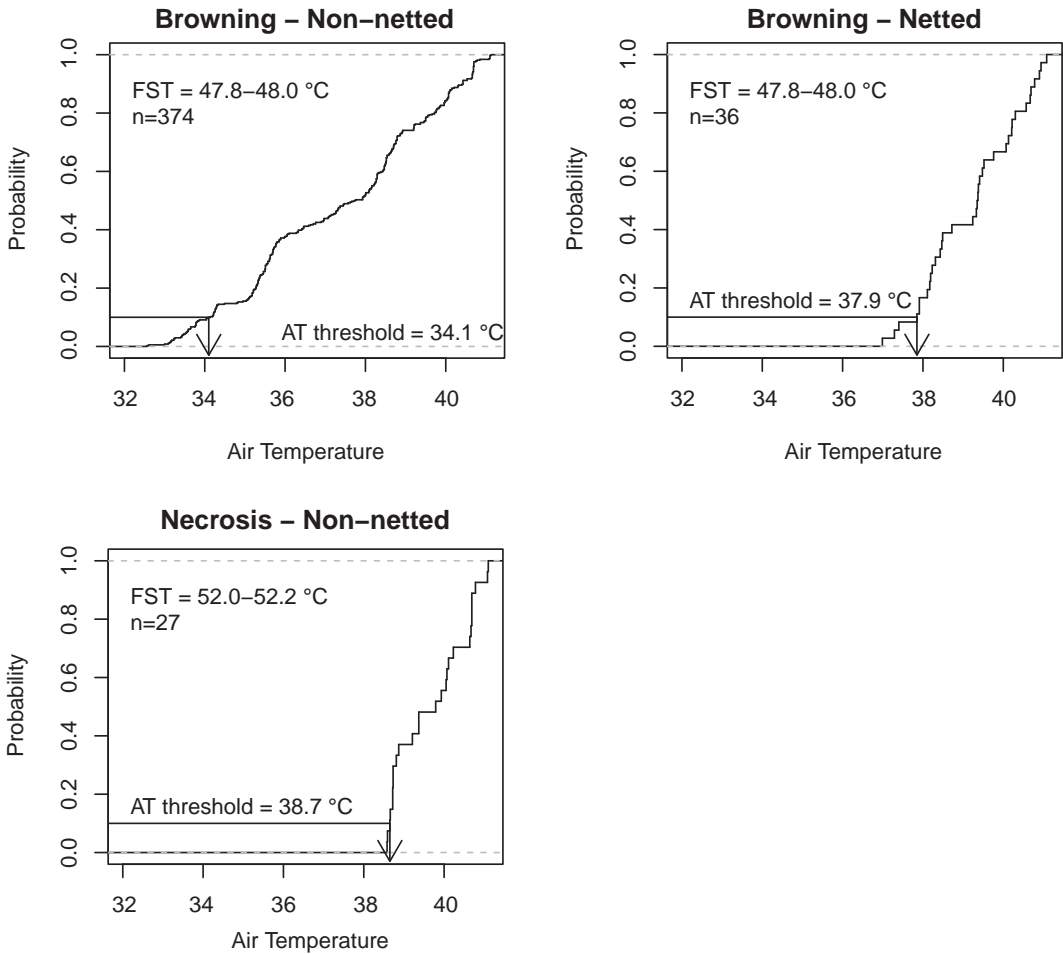 Browning − Non−netted
Probability
1.0
0.8
0.6
0.4
0.2
0.0
FST = 47.8−48.0 °C
n=374
AT threshold = 34.1 °C
32 34 36 38 40
Air Temperature
Browning − Netted
Probability
1.0
0.8
0.6
0.4
0.2
0.0
FST = 47.8−48.0 °C
n=36
AT threshold = 37.9 °C
32 34 36 38 40
Air Temperature
Necrosis − Non−netted
Probability
1.0
0.8
0.6
0.4
0.2
0.0
FST = 52.0−52.2 °C
n=27
AT threshold = 38.7 °C
32 34 36 38 40
Air Temperature